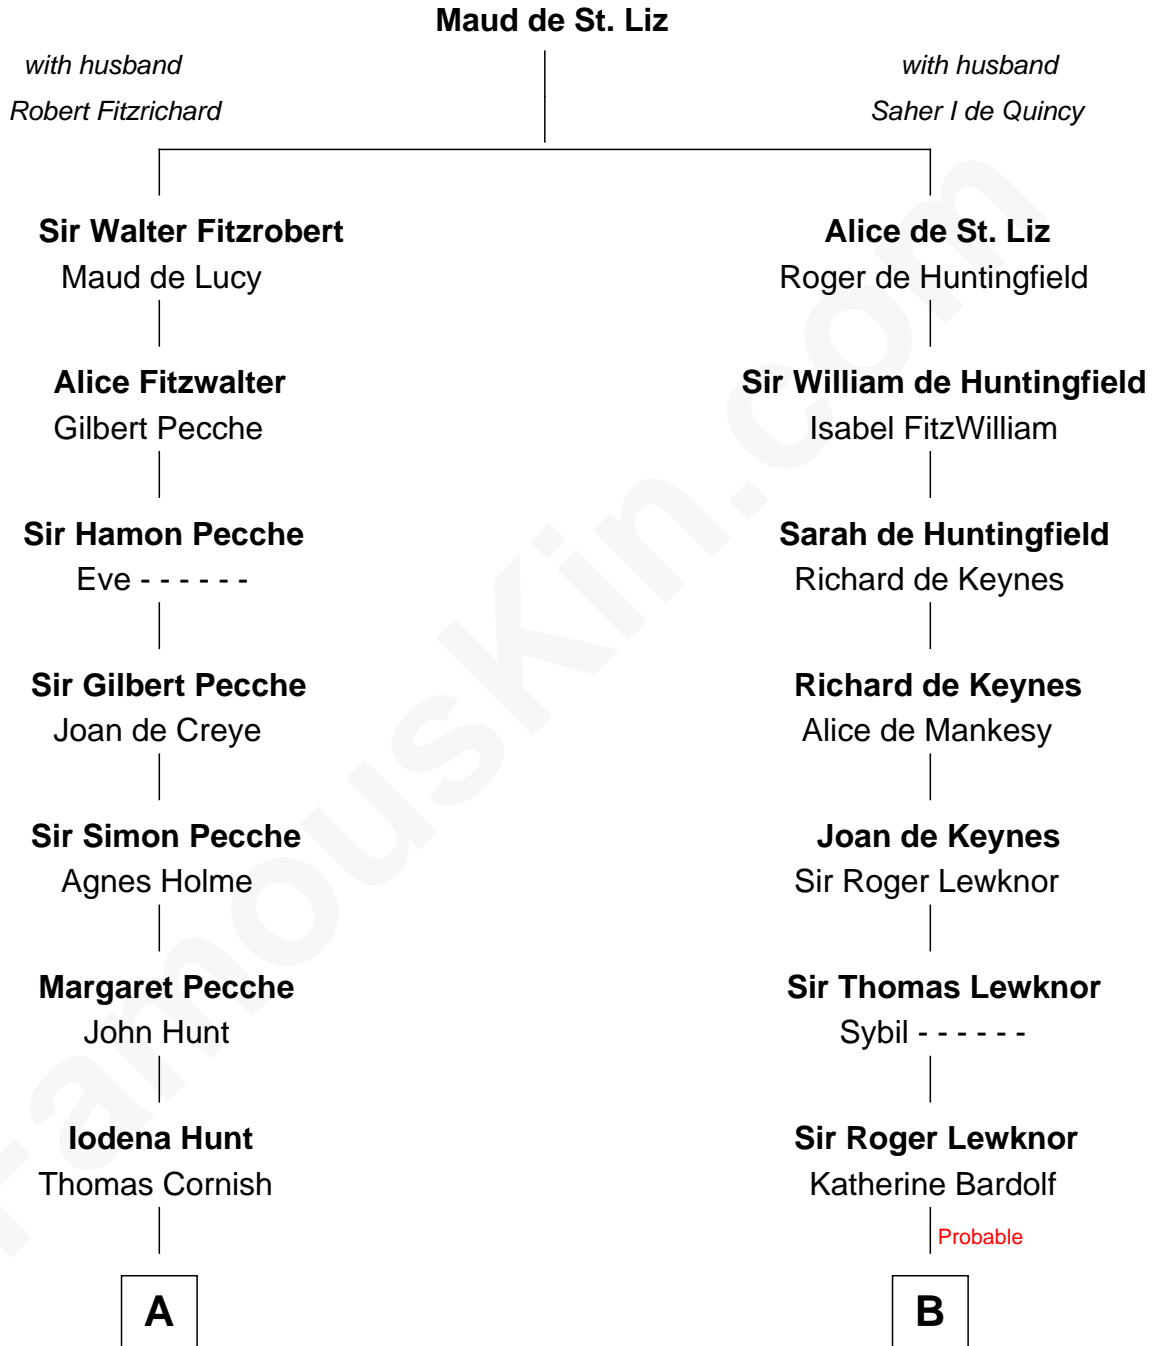 Maud de St. Liz
with husband
Robert Fitzrichard
with husband
Saher I de Quincy
Sir Walter Fitzrobert
Maud de Lucy
Alice de St. Liz
Roger de Huntingfield
Alice Fitzwalter
Gilbert Pecche
Sir William de Huntingfield
Isabel FitzWilliam
Sir Hamon Pecche
Eve - - - - - -
Sarah de Huntingfield
Richard de Keynes
Sir Gilbert Pecche
Joan de Creye
Richard de Keynes
Alice de Mankesy
Sir Simon Pecche
Agnes Holme
Joan de Keynes
Sir Roger Lewknor
Margaret Pecche
John Hunt
Sir Thomas Lewknor
Sybil - - - - - -
Iodena Hunt
Thomas Cornish
Sir Roger Lewknor
Katherine Bardolf
Probable
A
B
FamousKin.com